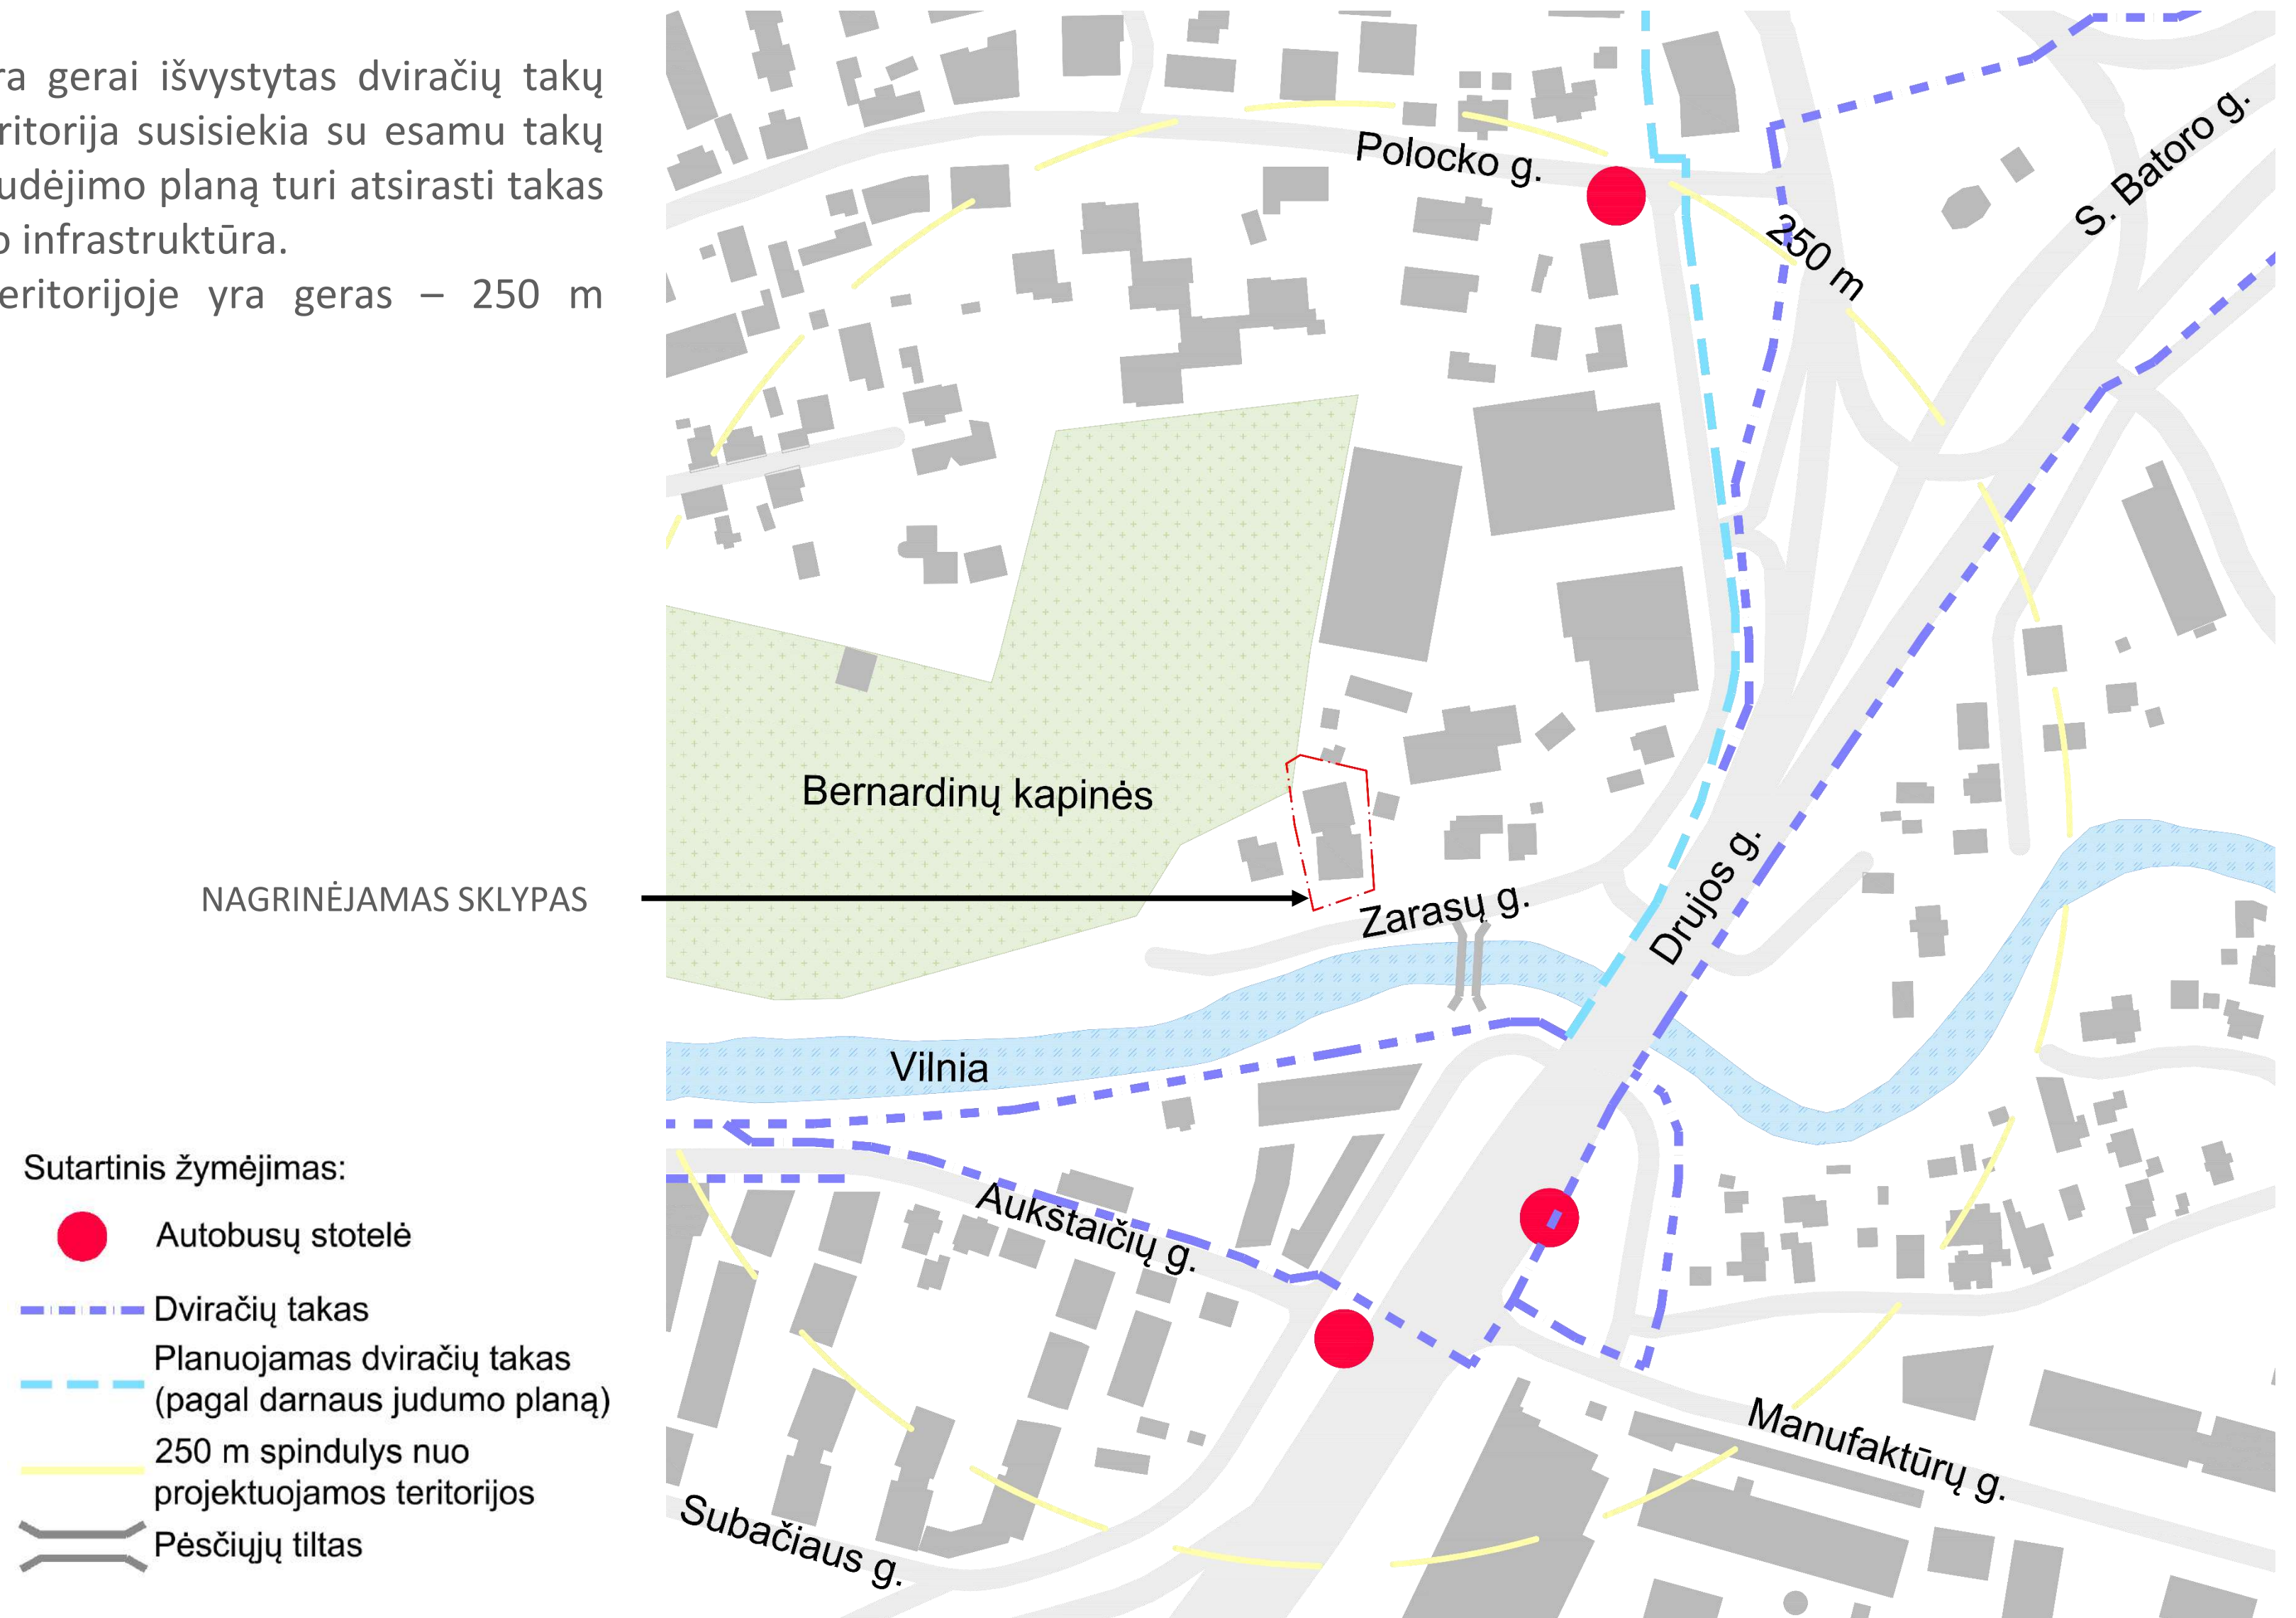 ra gerai išvystytas dviračių takų
ritorija susisiekia su esamu takų
udėjimo planą turi atsirasti takas
o infrastruktūra.
eritorijoje yra geras – 250 m
Polocko g.
S. Batoro g.
250 m
Bernardinų kapinės
NAGRINĖJAMAS SKLYPAS
Zarasų g.
Drujos g.
Vilnia
Aukštaičių g.
Manufaktūrų g.
Subačiaus g.
Sutartinis žymėjimas:
Autobusų stotelė
Dviračių takas
Planuojamas dviračių takas
(pagal darnaus judumo planą)
250 m spindulys nuo
projektuojamos teritorijos
Pėsčiųjų tiltas